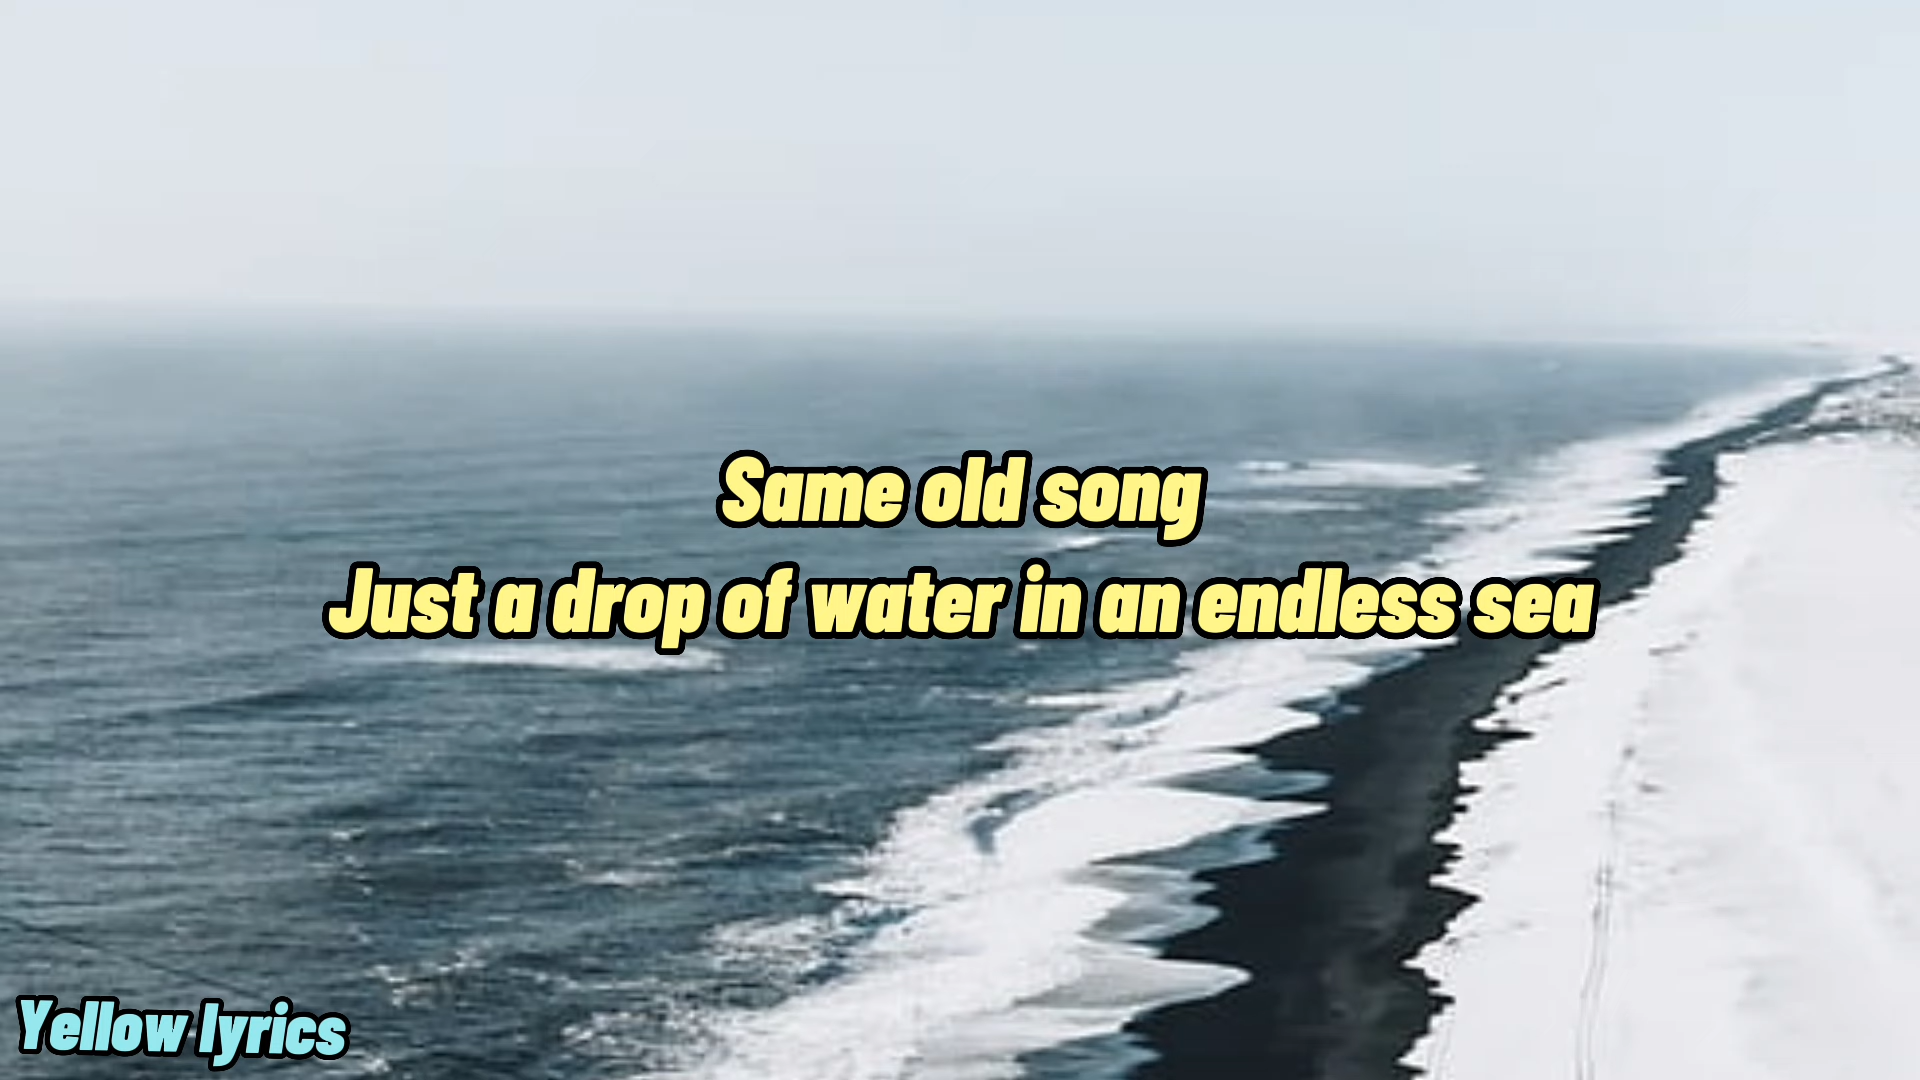 Same old song
Just a drop of water in an endless sea
Yellow lyrics